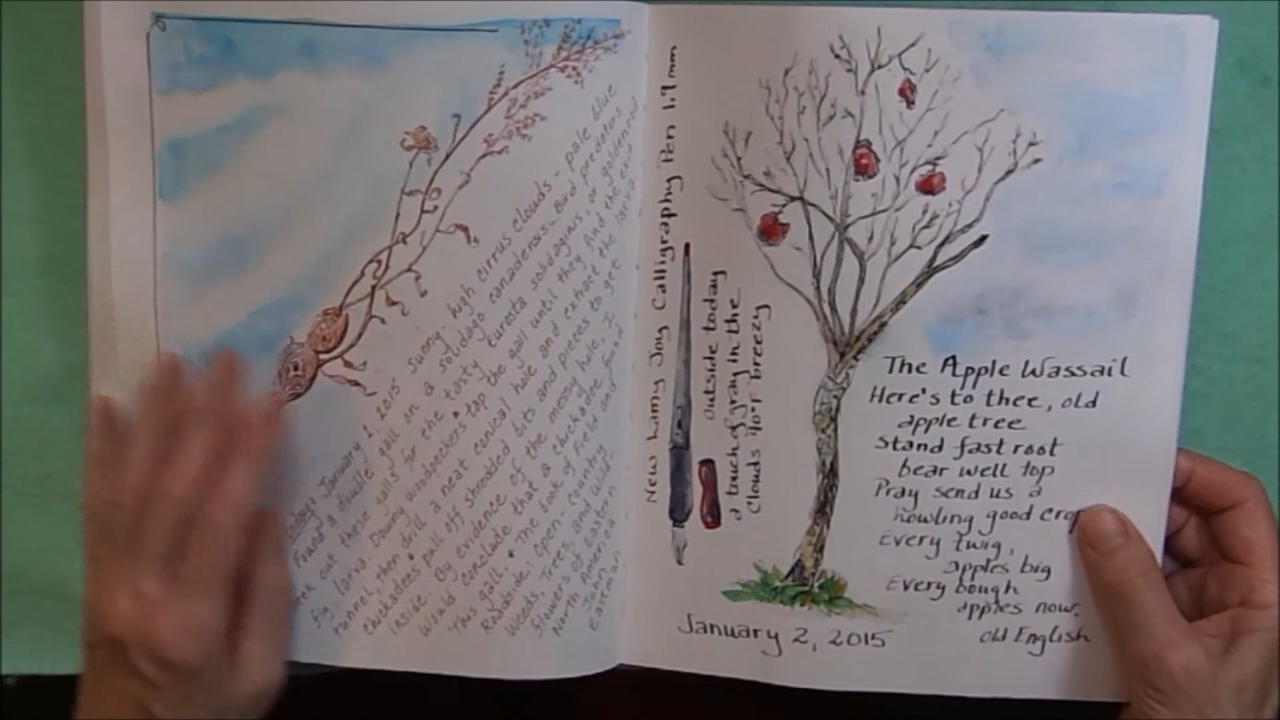 January 1, 2015 Sunny- high cirrus clouds- pale blue
Found a double gall in a solidago canadensis- Bird predators
out these galls for the tasty Eurosta solidaginis, or goldenrod
fly larva. Downy woodpeckers tap the gall until they find the exit
tunnel, then drill a neat conical hole and extract the larva
chickadees pull off shredded bits and pieces to get
inside. By evidence of the messy hole, I
would conclude that a chickadee found
this gall. * The Book of Field and
Roadside: Open-Country
Weeds, Trees, and Wild-
flowers of Eastern
North America
John
Eastman
New Lamy Joy Calligraphy Pen 1.9mm
outside today
a touch of gray in the
clouds 40°F breezy
The Apple Wassail
Here's to thee, old
apple tree
Stand fast root
bear well top
Pray send us a
howling good crop
Every twig,
apples big
Every bough
apples now.
old English
January 2, 2015